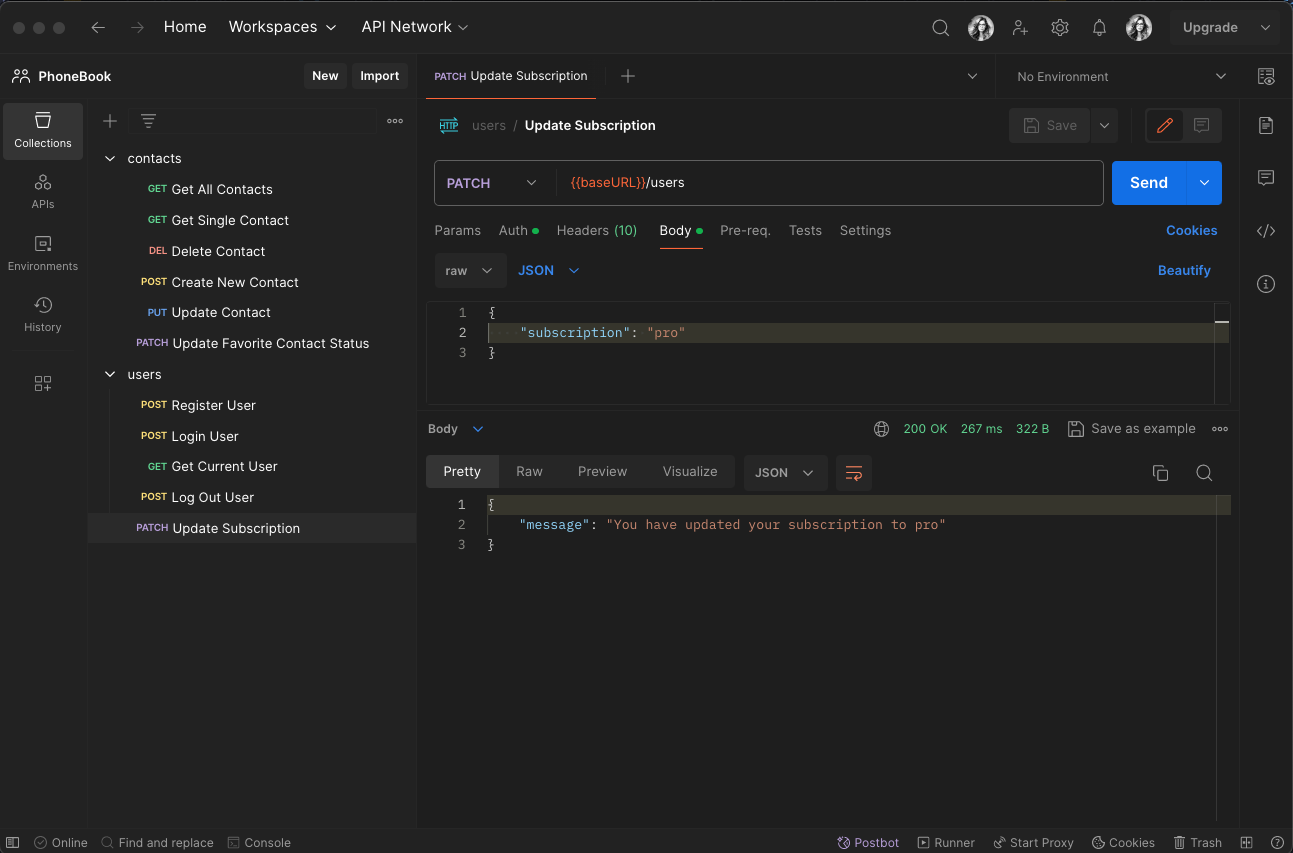 Home Workspaces API Network Upgrade
PhoneBook New Import PATCH Update Subscription No Environment
Collections
APIs
Environments
History
contacts
GET Get All Contacts
GET Get Single Contact
DEL Delete Contact
POST Create New Contact
PUT Update Contact
PATCH Update Favorite Contact Status
users
POST Register User
POST Login User
GET Get Current User
POST Log Out User
PATCH Update Subscription
HTTP users / Update Subscription Save
PATCH {{baseURL}}/users Send
Params Auth Headers (10) Body Pre-req. Tests Settings Cookies
raw JSON Beautify
1 {
2 "subscription": "pro"
3 }
Body 200 OK 267 ms 322 B Save as example
Pretty Raw Preview Visualize JSON
1 {
2 "message": "You have updated your subscription to pro"
3 }
Online Find and replace Console Postbot Runner Start Proxy Cookies Trash